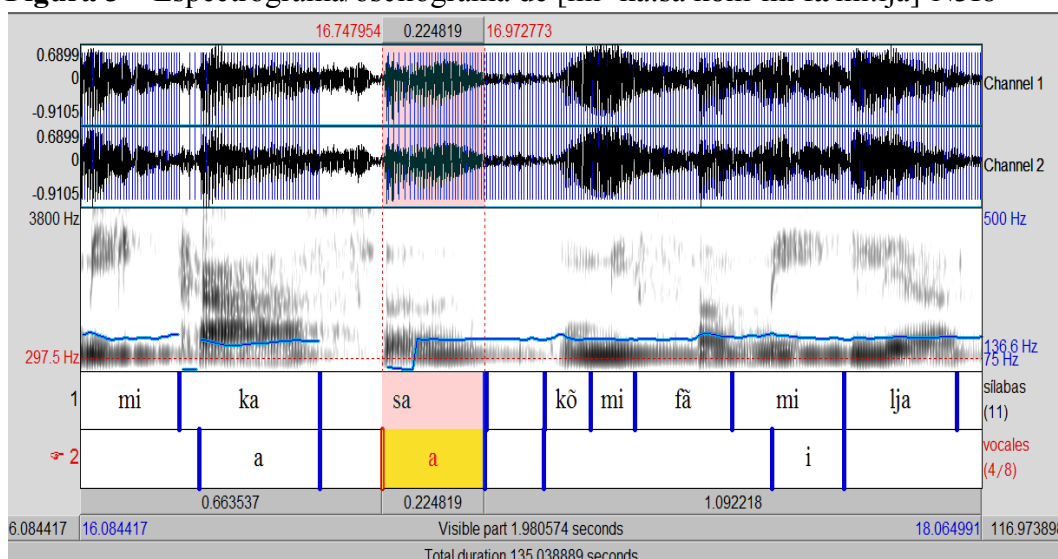 16.747954 0.224819 16.972773
0.6899
0
-0.9105
Channel 1
0.6899
0
-0.9105
Channel 2
3800 Hz 500 Hz
297.5 Hz 136.6 Hz
75 Hz
1 mi ka sa kõ mi fã mi lja sílabas
(11)
2 a a i vocales
(4/8)
0.663537 0.224819 1.092218
6.084417 16.084417 Visible part 1.980574 seconds 18.064991 116.973898
Total duration 135.038889 seconds